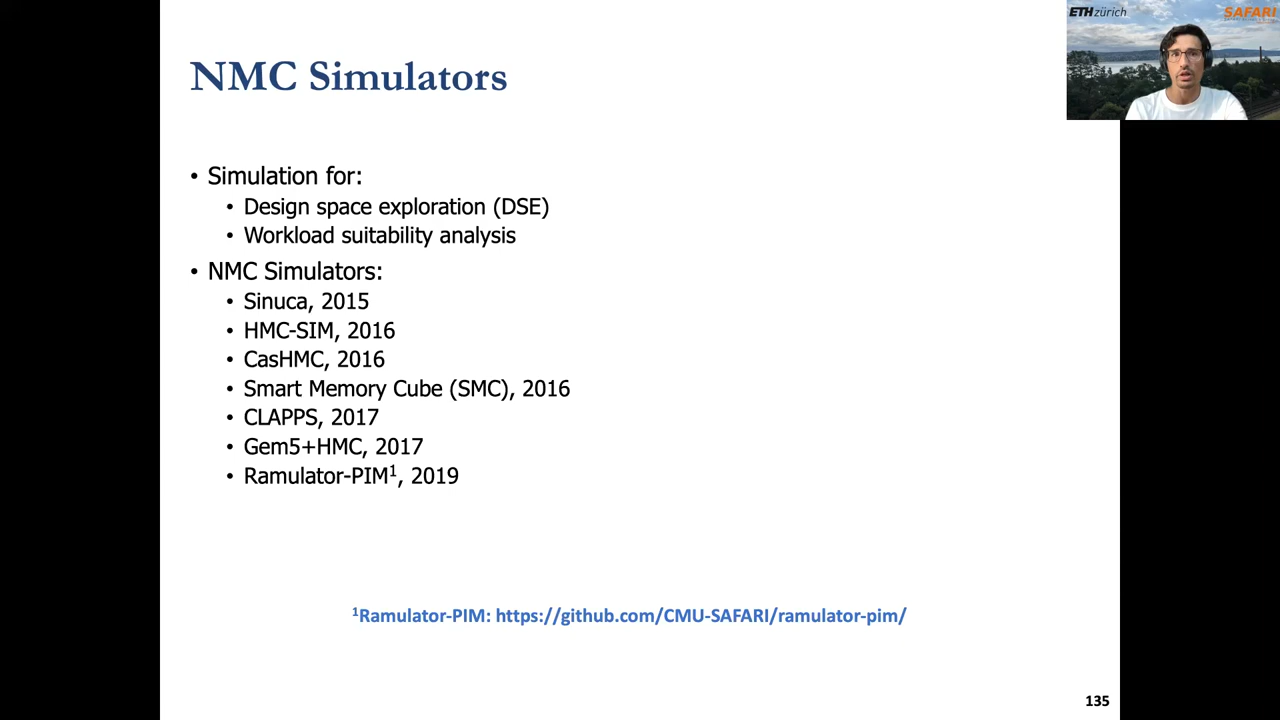 ETHzürich
SAFARI
NMC Simulators
• Simulation for:
• Design space exploration (DSE)
• Workload suitability analysis
• NMC Simulators:
• Sinuca, 2015
• HMC-SIM, 2016
• CasHMC, 2016
• Smart Memory Cube (SMC), 2016
• CLAPPS, 2017
• Gem5+HMC, 2017
• Ramulator-PIM¹, 2019
¹Ramulator-PIM: https://github.com/CMU-SAFARI/ramulator-pim/
135